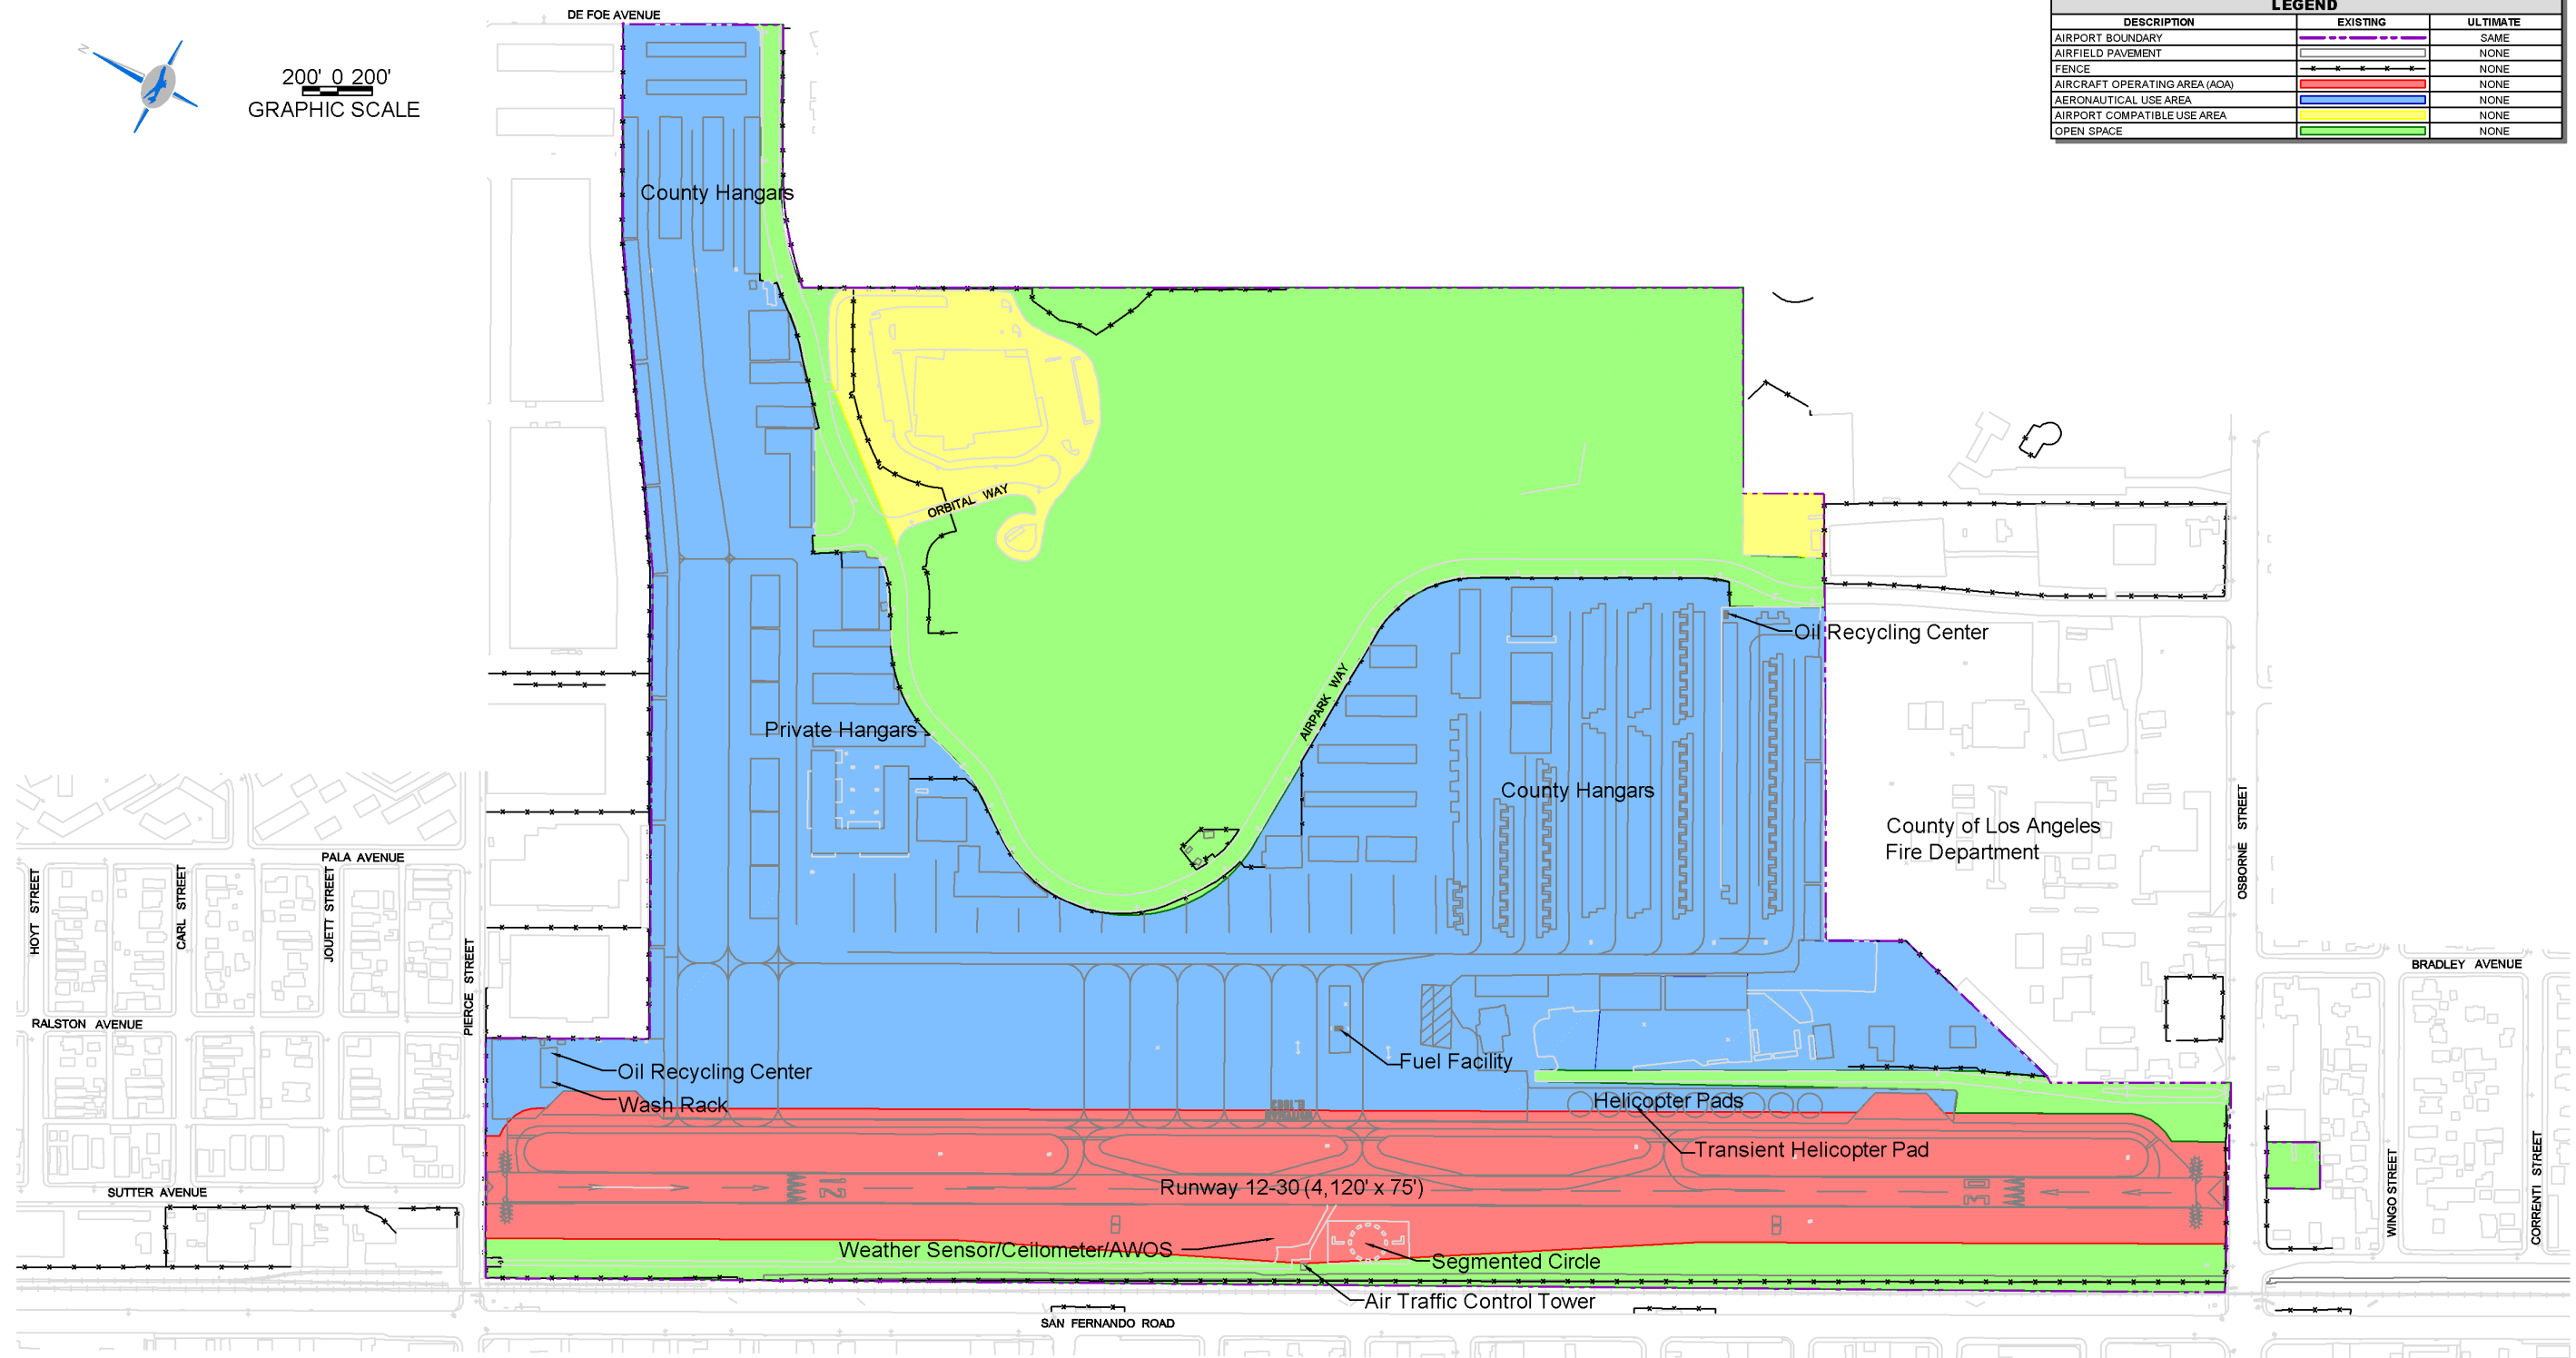 DE FOE AVENUE
N
200' 0 200'
GRAPHIC SCALE
LEGEND
DESCRIPTION EXISTING ULTIMATE
AIRPORT BOUNDARY SAME
AIRFIELD PAVEMENT NONE
FENCE NONE
AIRCRAFT OPERATING AREA (AOA) NONE
AERONAUTICAL USE AREA NONE
AIRPORT COMPATIBLE USE AREA NONE
OPEN SPACE NONE
County Hangars
ORBITAL WAY
Oil Recycling Center
AIRPARK WAY
Private Hangars
County Hangars
County of Los Angeles
Fire Department
OSBORNE STREET
PALA AVENUE
HOYT STREET
CARL STREET
JOUETT STREET
PIERCE STREET
BRADLEY AVENUE
RALSTON AVENUE
Fuel Facility
Oil Recycling Center
Wash Rack
Helicopter Pads
Transient Helicopter Pad
SUTTER AVENUE
12
Runway 12-30 (4,120' x 75')
30
WINGO STREET
CORRENTI STREET
Weather Sensor/Ceilometer/AWOS
Segmented Circle
Air Traffic Control Tower
SAN FERNANDO ROAD